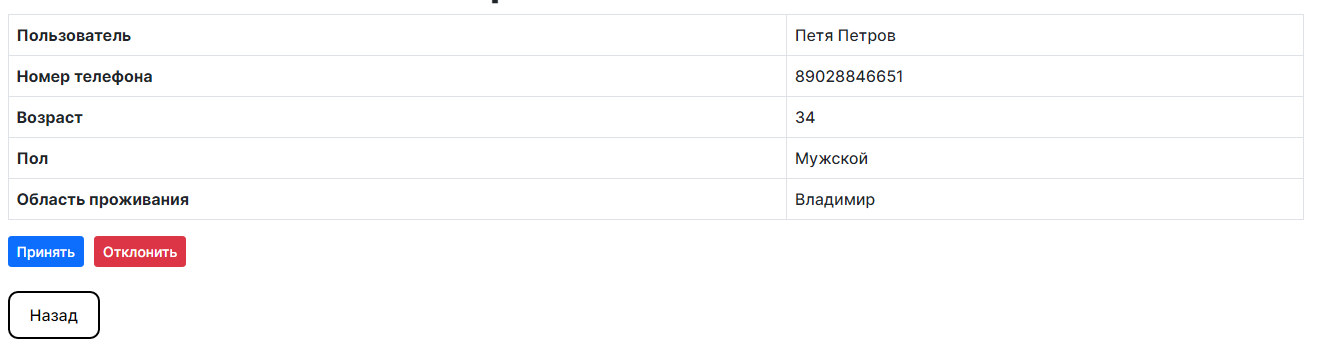 Пользователь Петя Петров
Номер телефона 89028846651
Возраст 34
Пол Мужской
Область проживания Владимир
Принять Отклонить
Назад